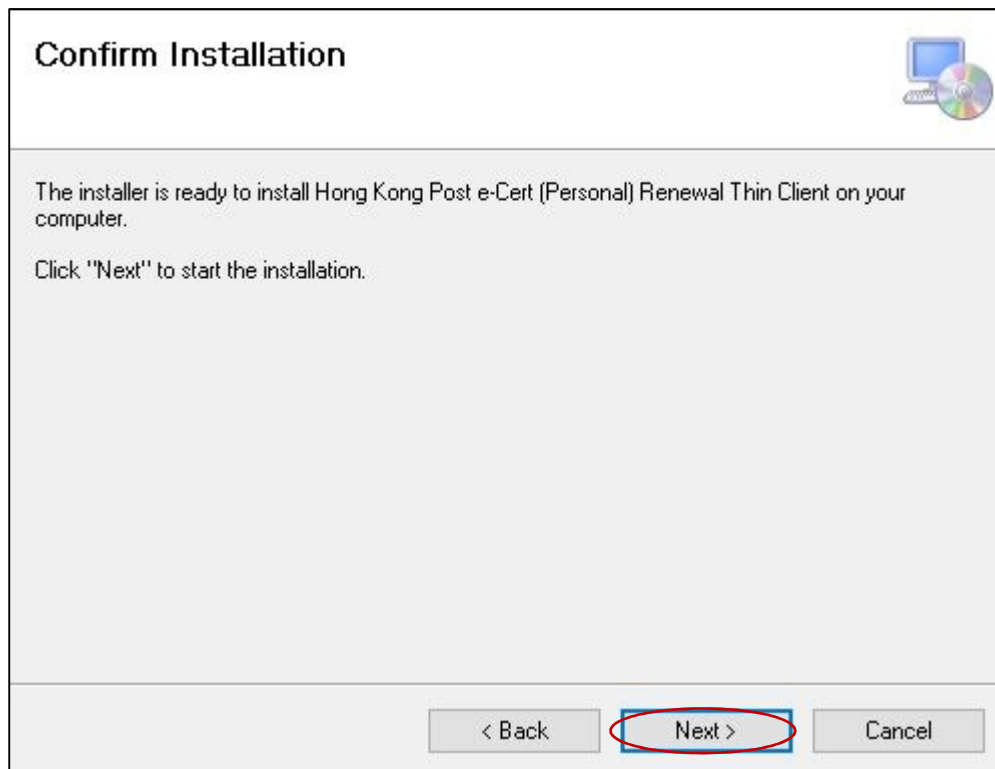 Confirm Installation
The installer is ready to install Hong Kong Post e-Cert (Personal) Renewal Thin Client on your
computer.
Click "Next" to start the installation.
< Back
Next >
Cancel